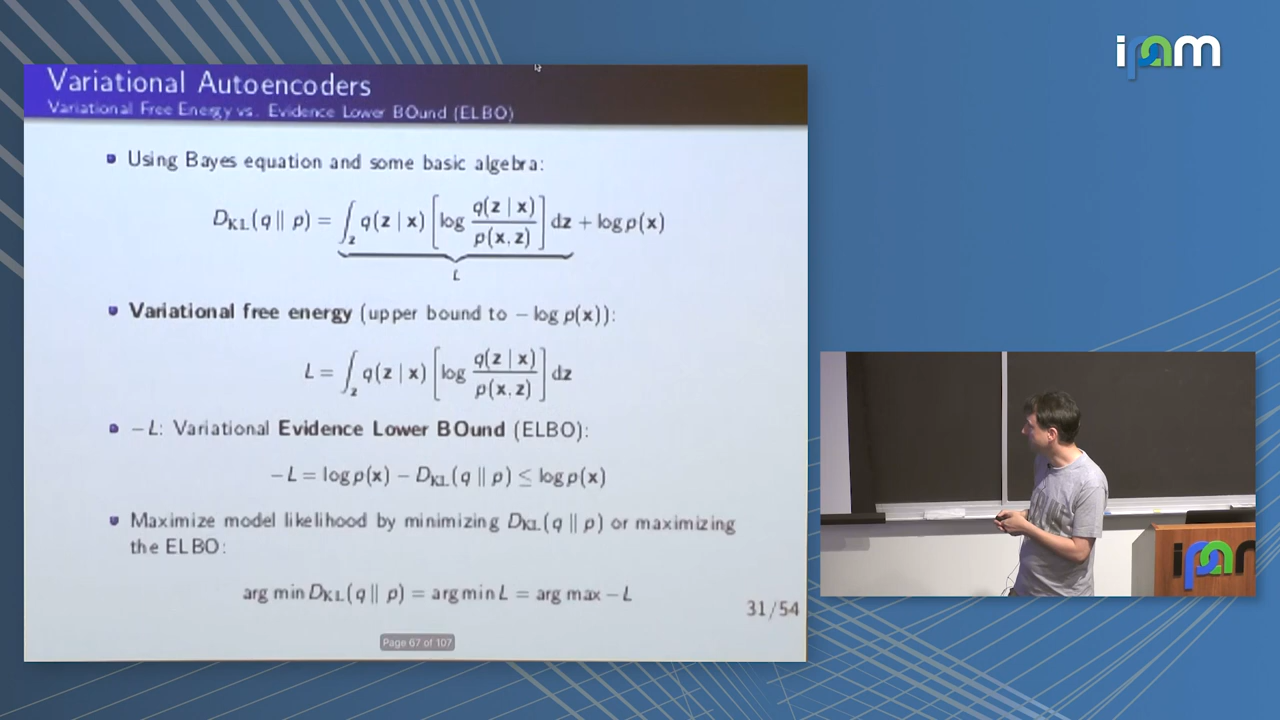 ipam
Variational Autoencoders
Variational Free Energy vs. Evidence Lower BOund (ELBO)
Using Bayes equation and some basic algebra:
D_KL(q ∥ p) = ∫_z q(z | x) [log q(z | x) / p(x, z)] dz + log p(x)
L
Variational free energy (upper bound to − log p(x)):
L = ∫_z q(z | x) [log q(z | x) / p(x, z)] dz
−L: Variational Evidence Lower BOund (ELBO):
−L = log p(x) − D_KL(q ∥ p) ≤ log p(x)
Maximize model likelihood by minimizing D_KL(q ∥ p) or maximizing
the ELBO:
arg min D_KL(q ∥ p) = arg min L = arg max −L
31/54
Page 67 of 107
ipam